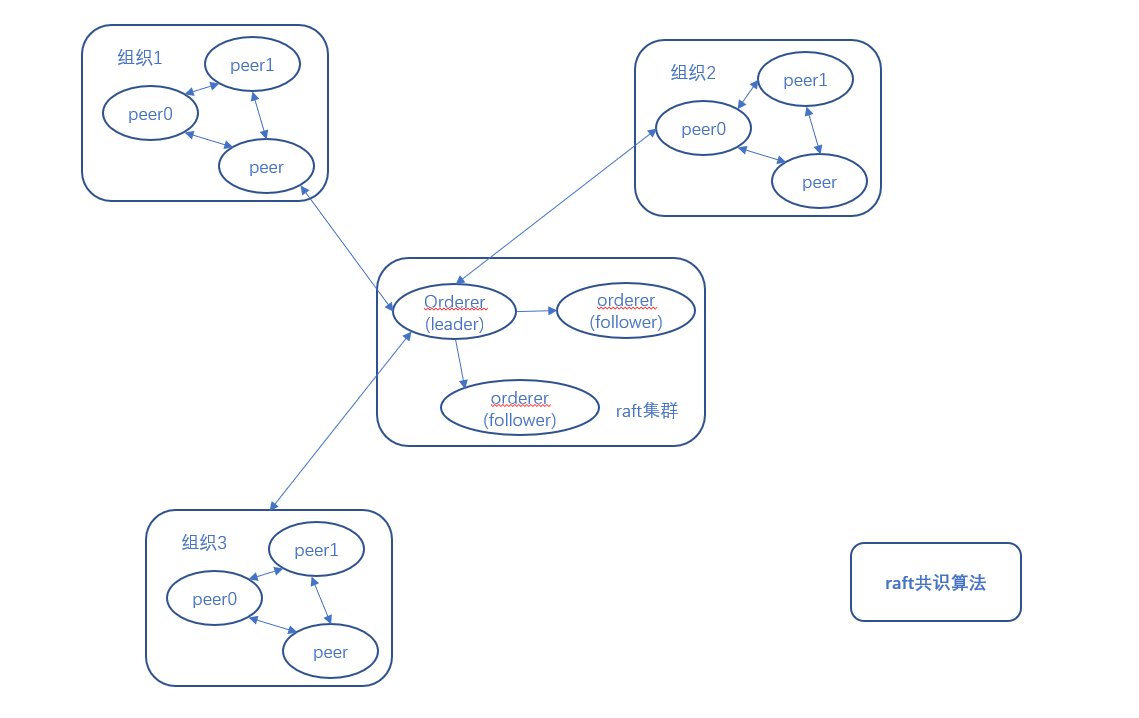 组织1
peer1
peer0
peer
组织2
peer1
peer0
peer
Orderer
(leader)
orderer
(follower)
orderer
(follower)
raft集群
组织3
peer1
peer0
peer
raft共识算法